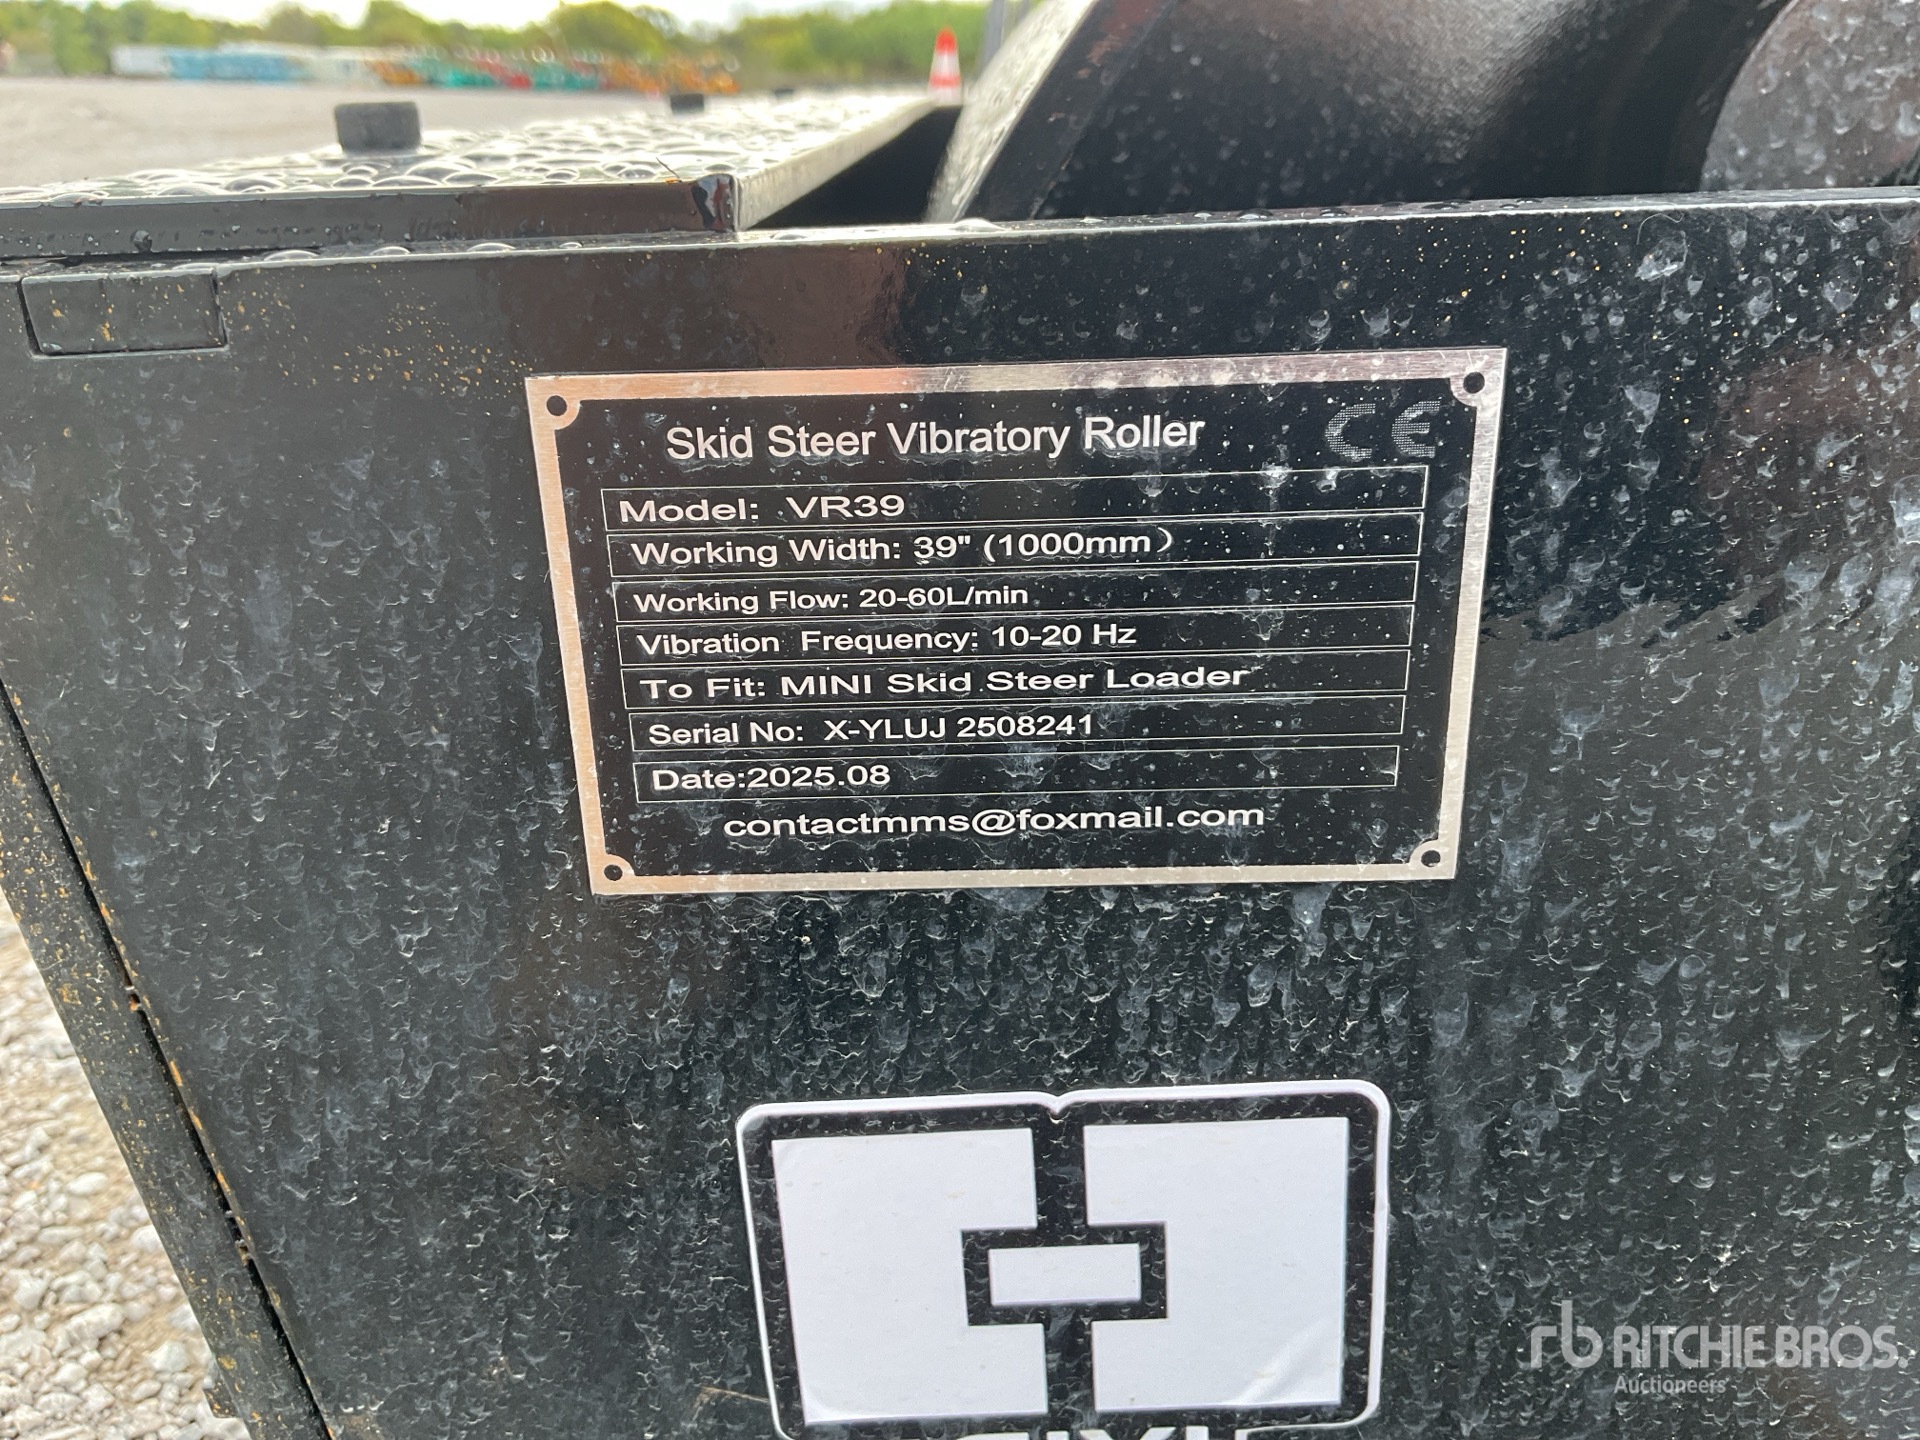 Skid Steer Vibratory Roller CE
Model: VR39
Working Width: 39" (1000mm）
Working Flow: 20-60L/min
Vibration Frequency: 10-20 Hz
To Fit: MINI Skid Steer Loader
Serial No: X-YLUJ 2508241
Date:2025.08
contactmms@foxmail.com
rb RITCHIE BROS.
Auctioneers